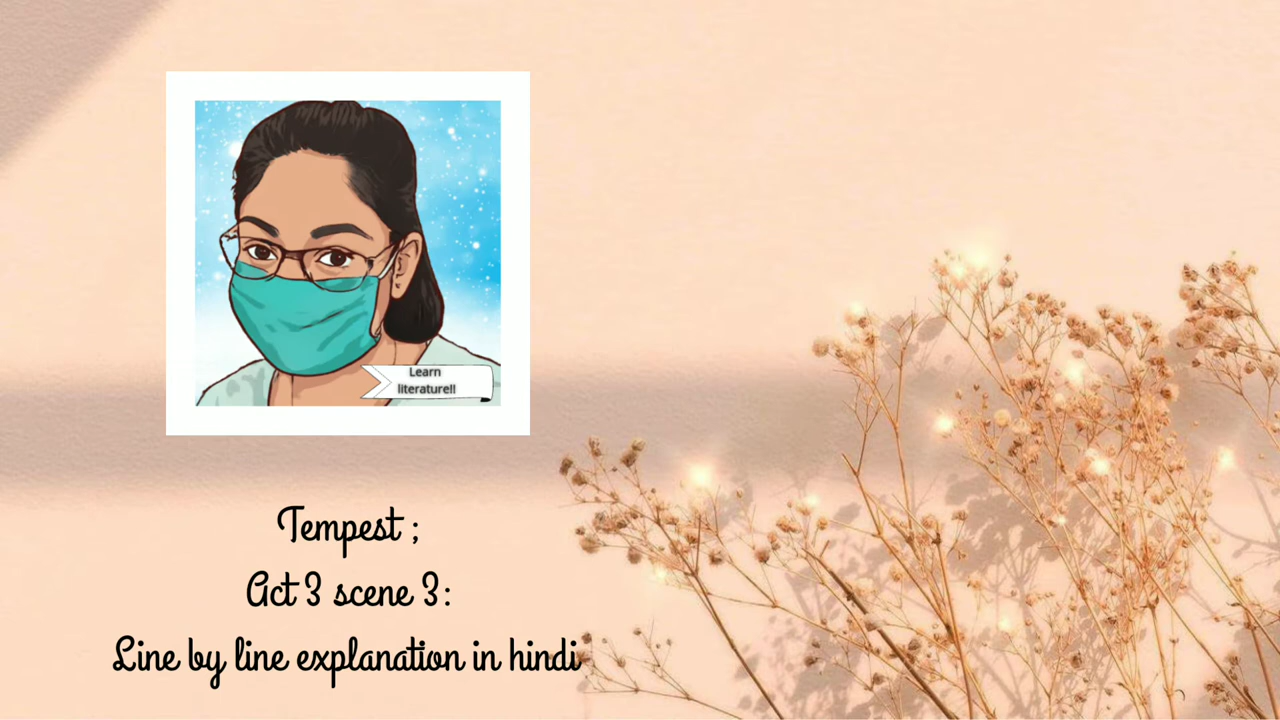 Learn
literature!!
Tempest ;
Act 3 scene 3:
Line by line explanation in hindi